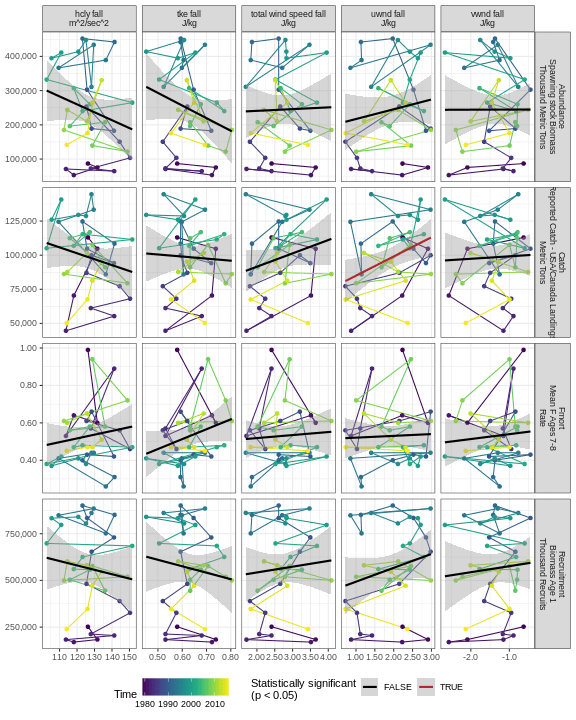 hcly fall
m^2/sec^2
tke fall
J/kg
total wind speed fall
J/kg
uwnd fall
J/kg
vwnd fall
J/kg
400,000
300,000
200,000
100,000
Abundance
Spawning stock Biomass
Thousand Metric Tons
125,000
100,000
75,000
50,000
Catch
Reported Catch - USA/Canada Landings
Metric Tons
1.00
0.80
0.60
0.40
Fmort
Mean F Ages 7-8
Rate
750,000
500,000
250,000
Recruitment
Biomass Age 1
Thousand Recruits
110 120 130 140 150
0.50 0.60 0.70 0.80
2.00 2.50 3.00 3.50 4.00
1.00 1.50 2.00 2.50 3.00
-2.0 -1.0
Time
1980 1990 2000 2010
Statistically significant
(p < 0.05)
FALSE
TRUE